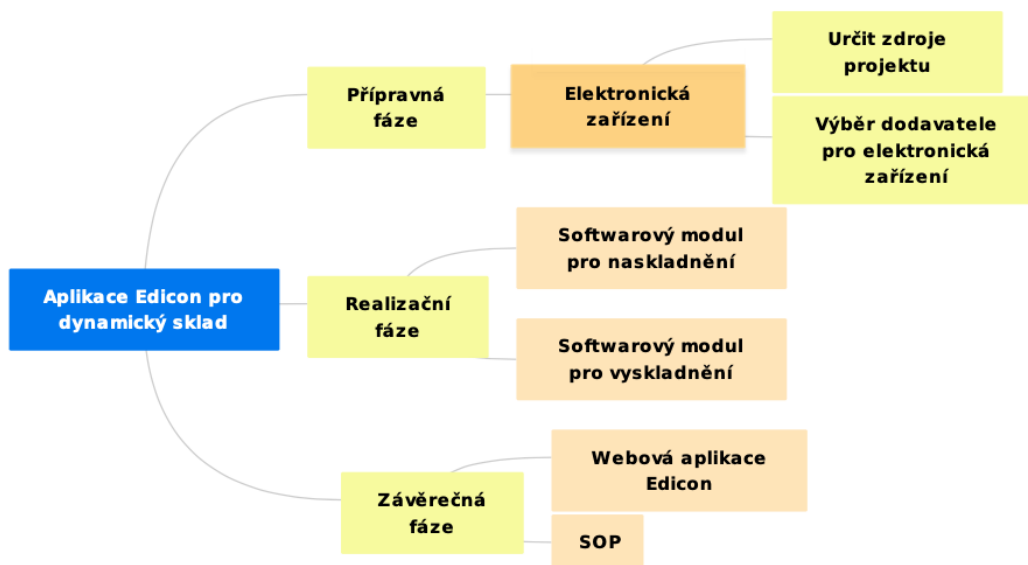 Určit zdroje
projektu
Přípravná
fáze
Elektronická
zařízení
Výběr dodavatele
pro elektronická
zařízení
Softwarový modul
pro naskladnění
Aplikace Edicon pro
dynamický sklad
Realizační
fáze
Softwarový modul
pro vyskladnění
Webová aplikace
Edicon
Závěrečná
fáze
SOP